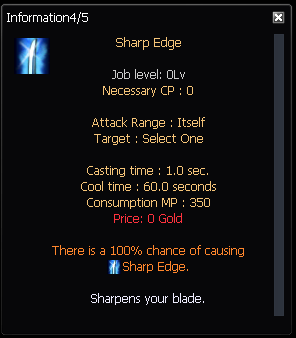 Information4/5
Sharp Edge
Job level: 0Lv
Necessary CP : 0
Attack Range : Itself
Target : Select One
Casting time : 1.0 sec.
Cool time : 60.0 seconds
Consumption MP : 350
Price: 0 Gold
There is a 100% chance of causing
Sharp Edge.
Sharpens your blade.